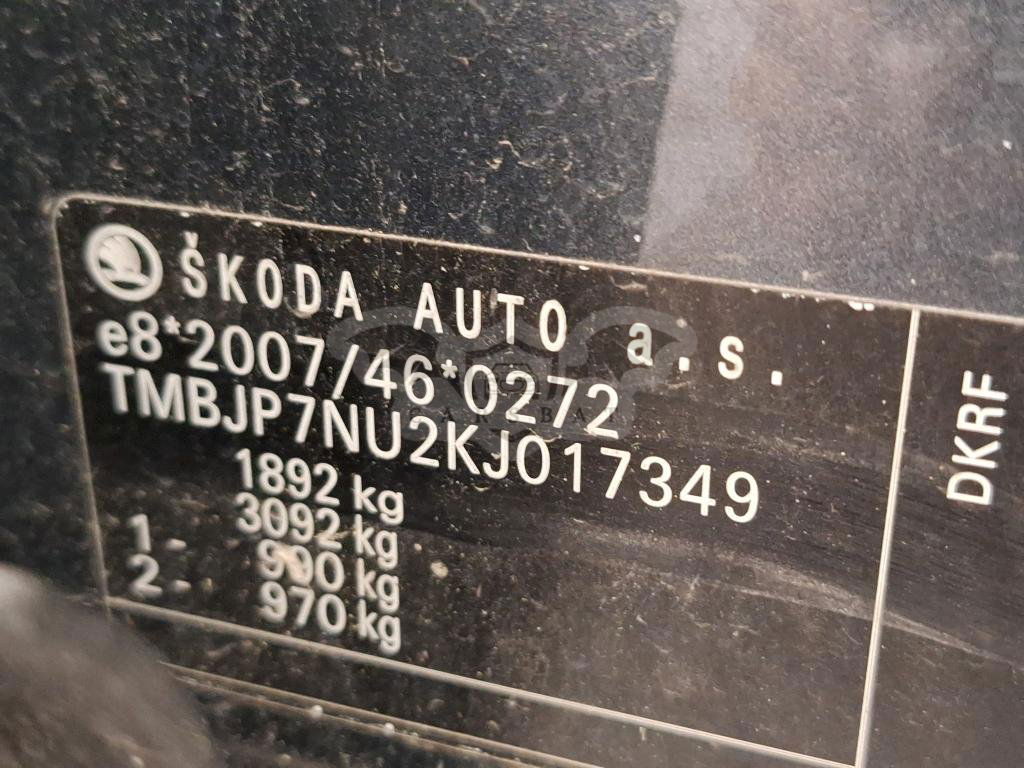 ŠKODA AUTO a.s.
e8*2007/46*0272
TMBJP7NU2KJ017349
1892 kg
3092 kg
1- 990 kg
2- 970 kg
DKRF